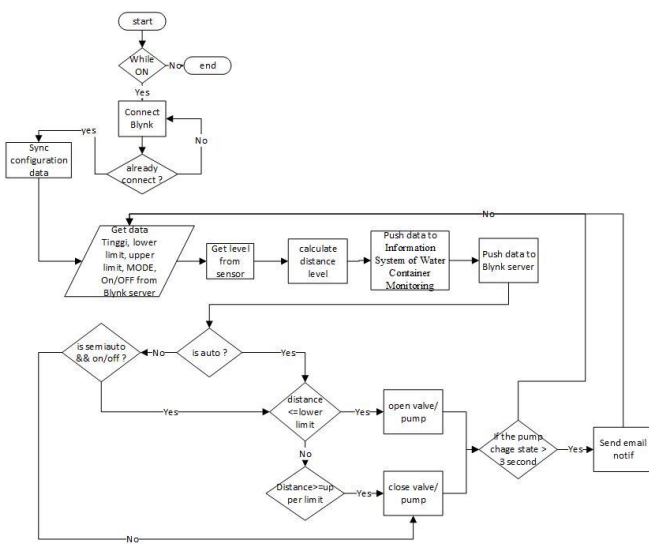 start
While
ON
No
end
Yes
Connect
Blynk
yes
No
Sync
configuration
data
already
connect ?
No
Get data
Tinggi, lower
limit, upper
limit, MODE,
On/OFF from
Blynk server
Get level
from
sensor
calculate
distance
level
Push data to
Information
System of Water
Container
Monitoring
Push data to
Blynk server
is semiauto
&& on/off ?
No
is auto ?
Yes
Yes
distance
<=lower
limit
Yes
open valve/
pump
If the pump
chage state >
3 second
Yes
Send email
notif
No
Distance>=up
per limit
Yes
close valve/
pump
No